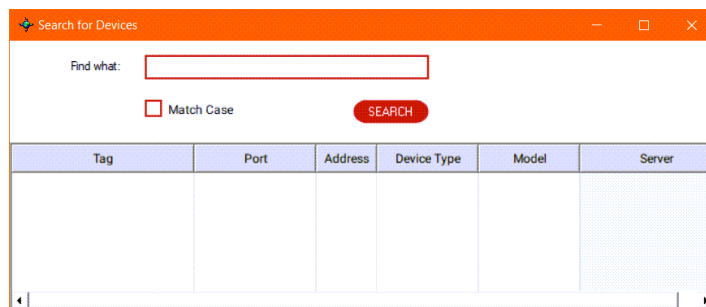 Search for Devices
Find what:
Match Case SEARCH
Tag Port Address Device Type Model Server